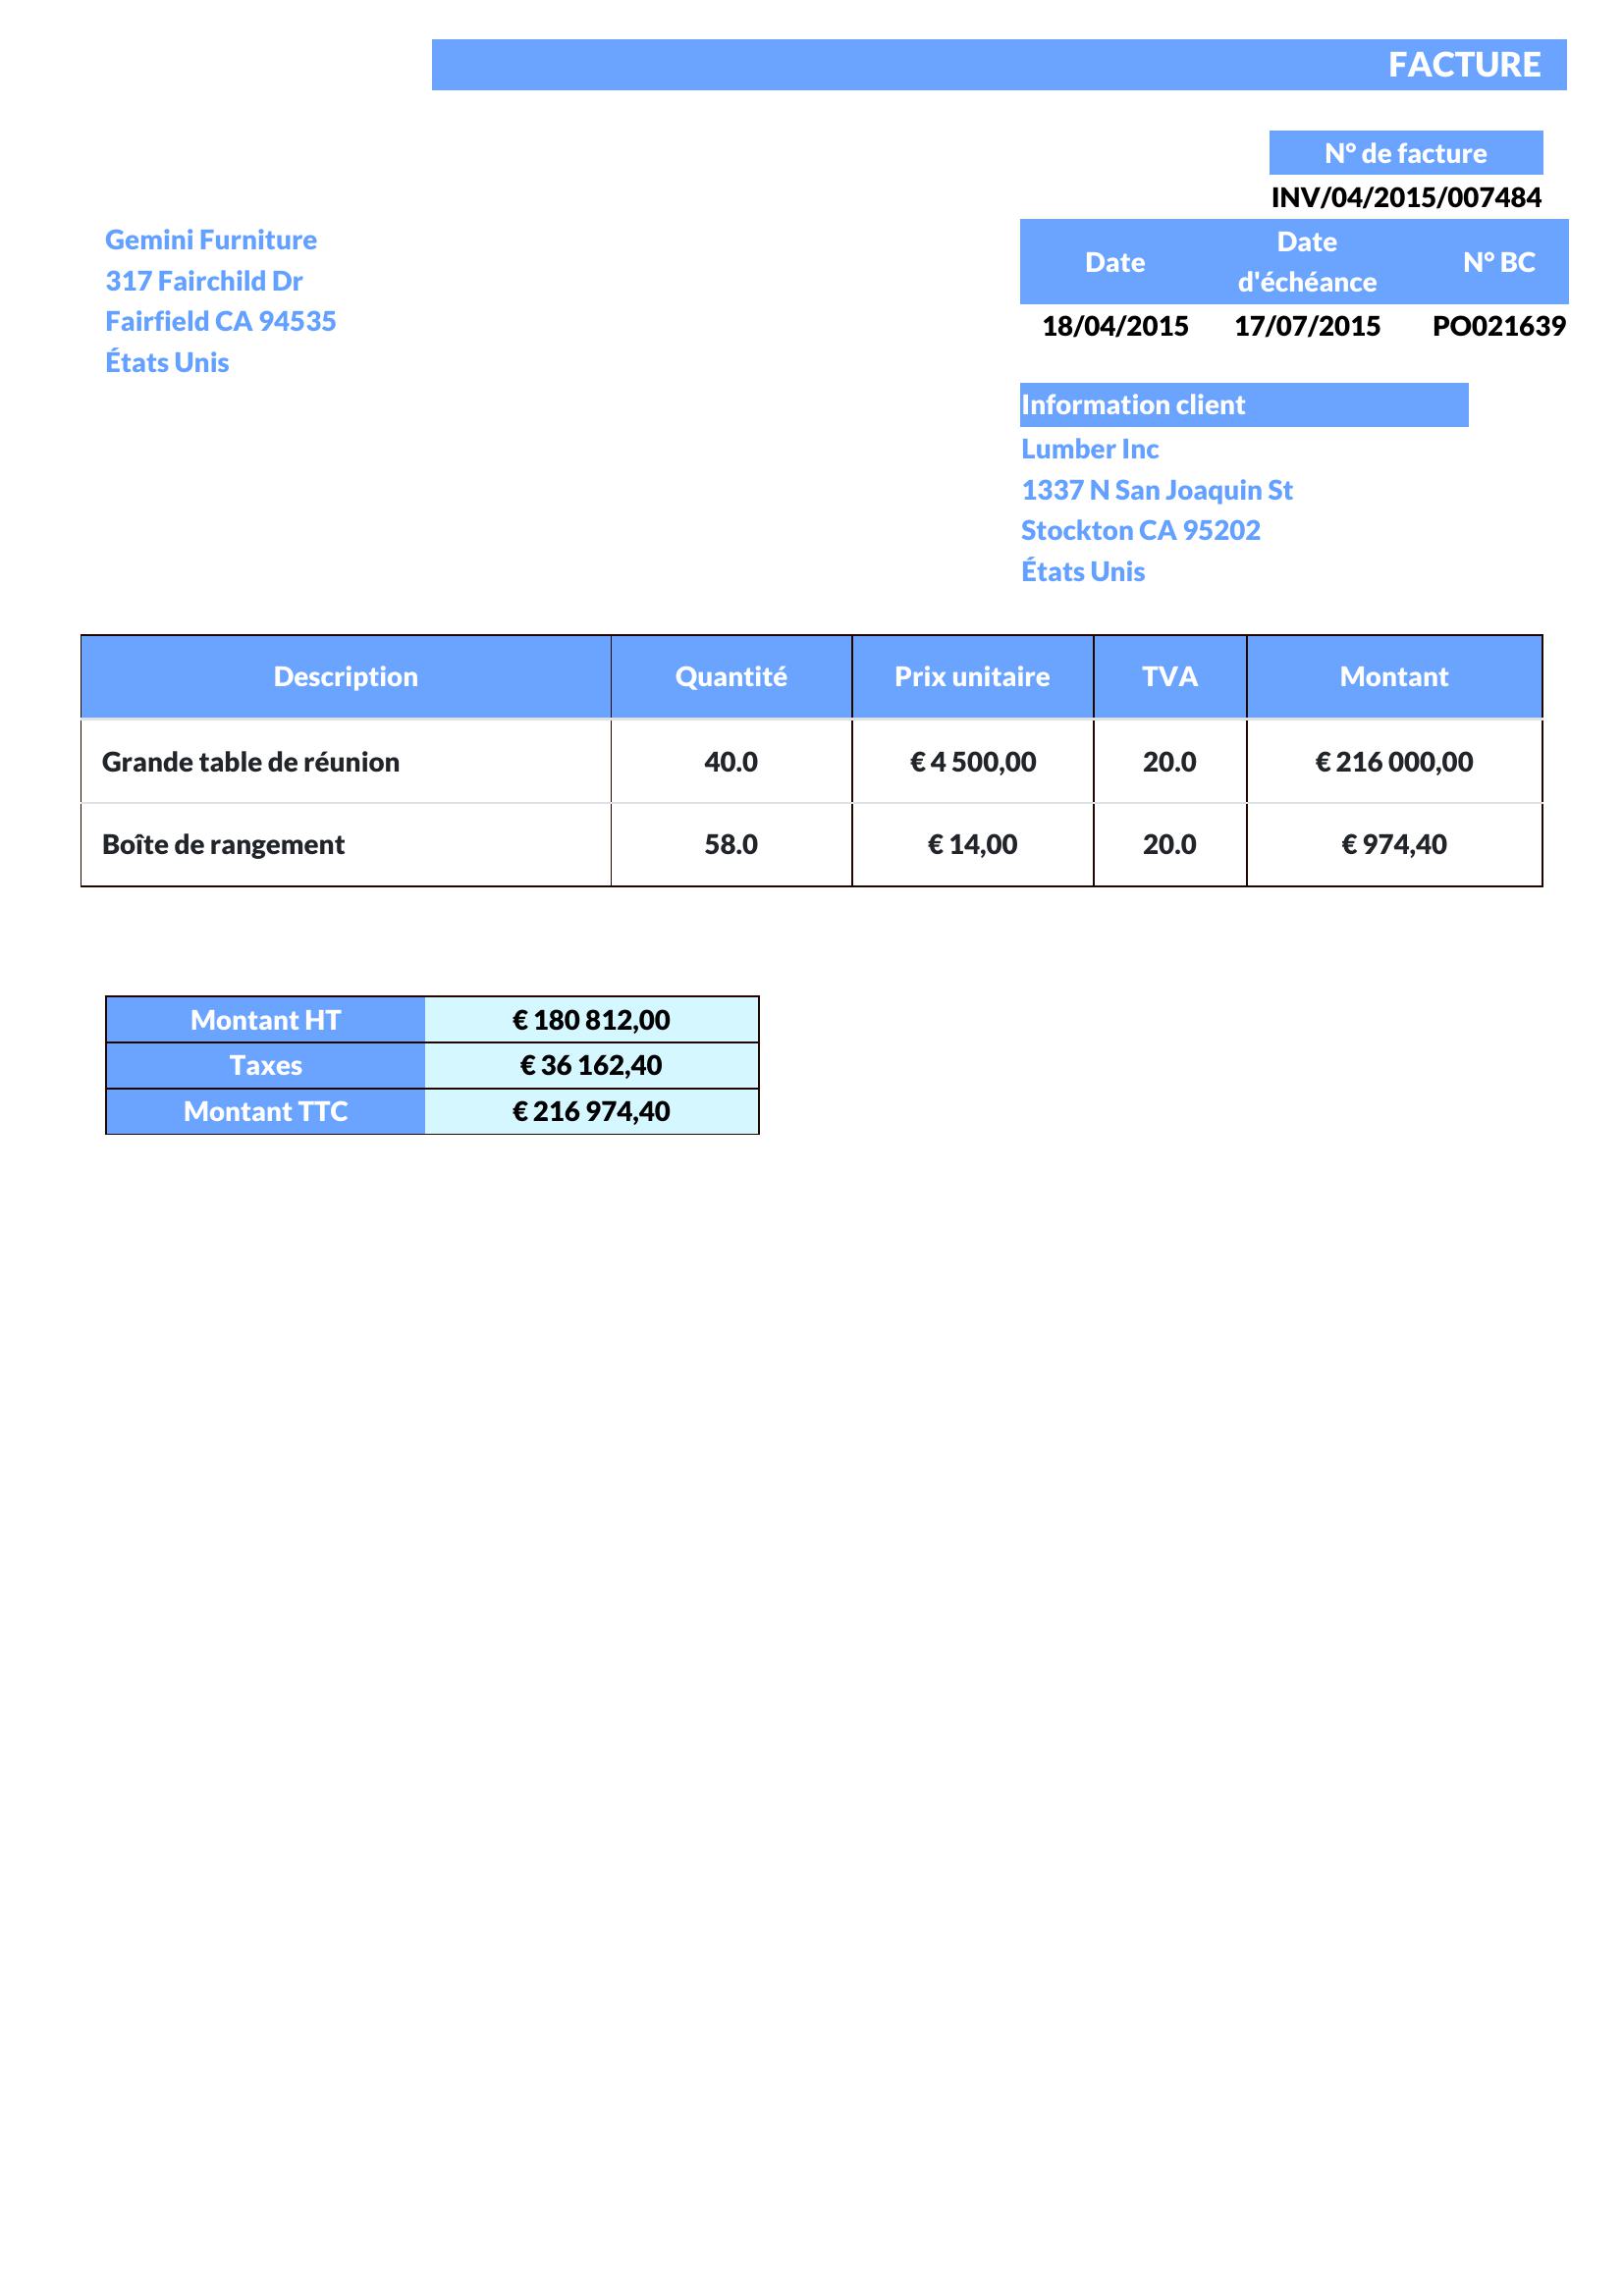 FACTURE
N° de facture
INV/04/2015/007484
Gemini Furniture
317 Fairchild Dr
Fairfield CA 94535
États Unis
Date Date d'échéance N° BC
18/04/2015 17/07/2015 PO021639
Information client
Lumber Inc
1337 N San Joaquin St
Stockton CA 95202
États Unis
Description Quantité Prix unitaire TVA Montant
Grande table de réunion 40.0 € 4 500,00 20.0 € 216 000,00
Boîte de rangement 58.0 € 14,00 20.0 € 974,40
Montant HT € 180 812,00
Taxes € 36 162,40
Montant TTC € 216 974,40